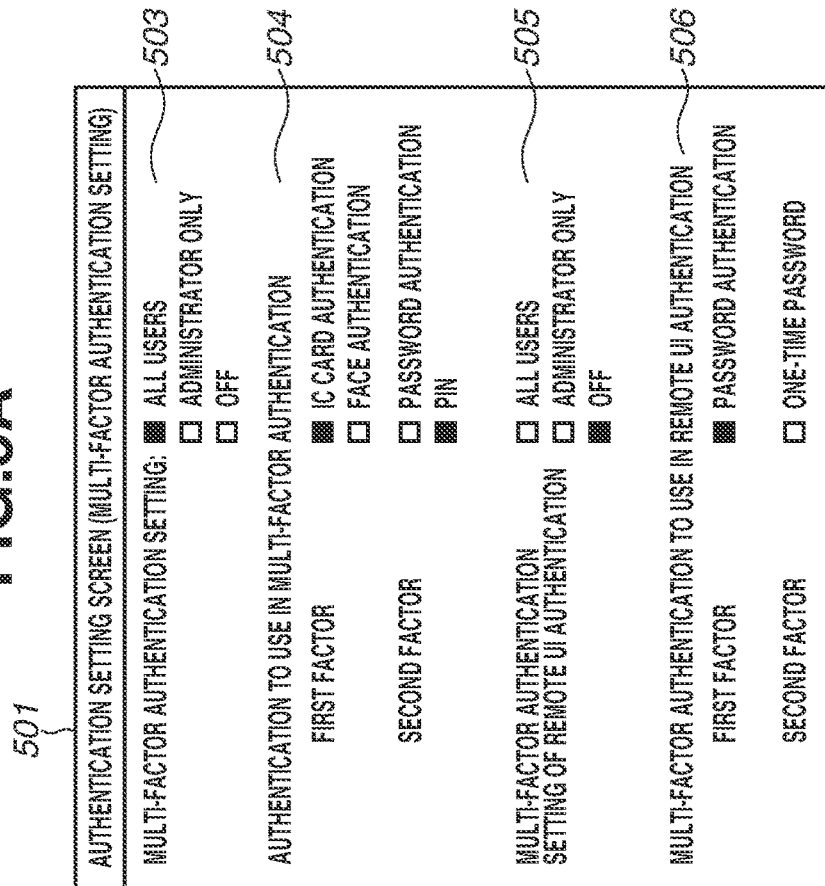 501
AUTHENTICATION SETTING SCREEN (MULTI-FACTOR AUTHENTICATION SETTING)
MULTI-FACTOR AUTHENTICATION SETTING: ■ ALL USERS 503
□ ADMINISTRATOR ONLY
□ OFF
AUTHENTICATION TO USE IN MULTI-FACTOR AUTHENTICATION 504
FIRST FACTOR ■ IC CARD AUTHENTICATION
□ FACE AUTHENTICATION
SECOND FACTOR □ PASSWORD AUTHENTICATION
■ PIN
MULTI-FACTOR AUTHENTICATION □ ALL USERS 505
SETTING OF REMOTE UI AUTHENTICATION □ ADMINISTRATOR ONLY
■ OFF
MULTI-FACTOR AUTHENTICATION TO USE IN REMOTE UI AUTHENTICATION 506
FIRST FACTOR ■ PASSWORD AUTHENTICATION
SECOND FACTOR □ ONE-TIME PASSWORD